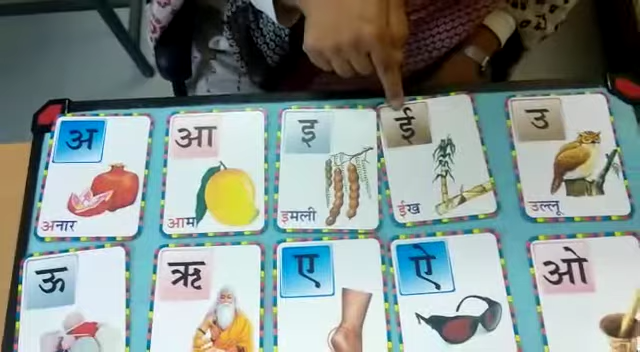 अ
अनार
आ
आम
इ
इमली
ई
ईख
उ
उल्लू
ऊ
ऋ
ए
ऐ
ओ